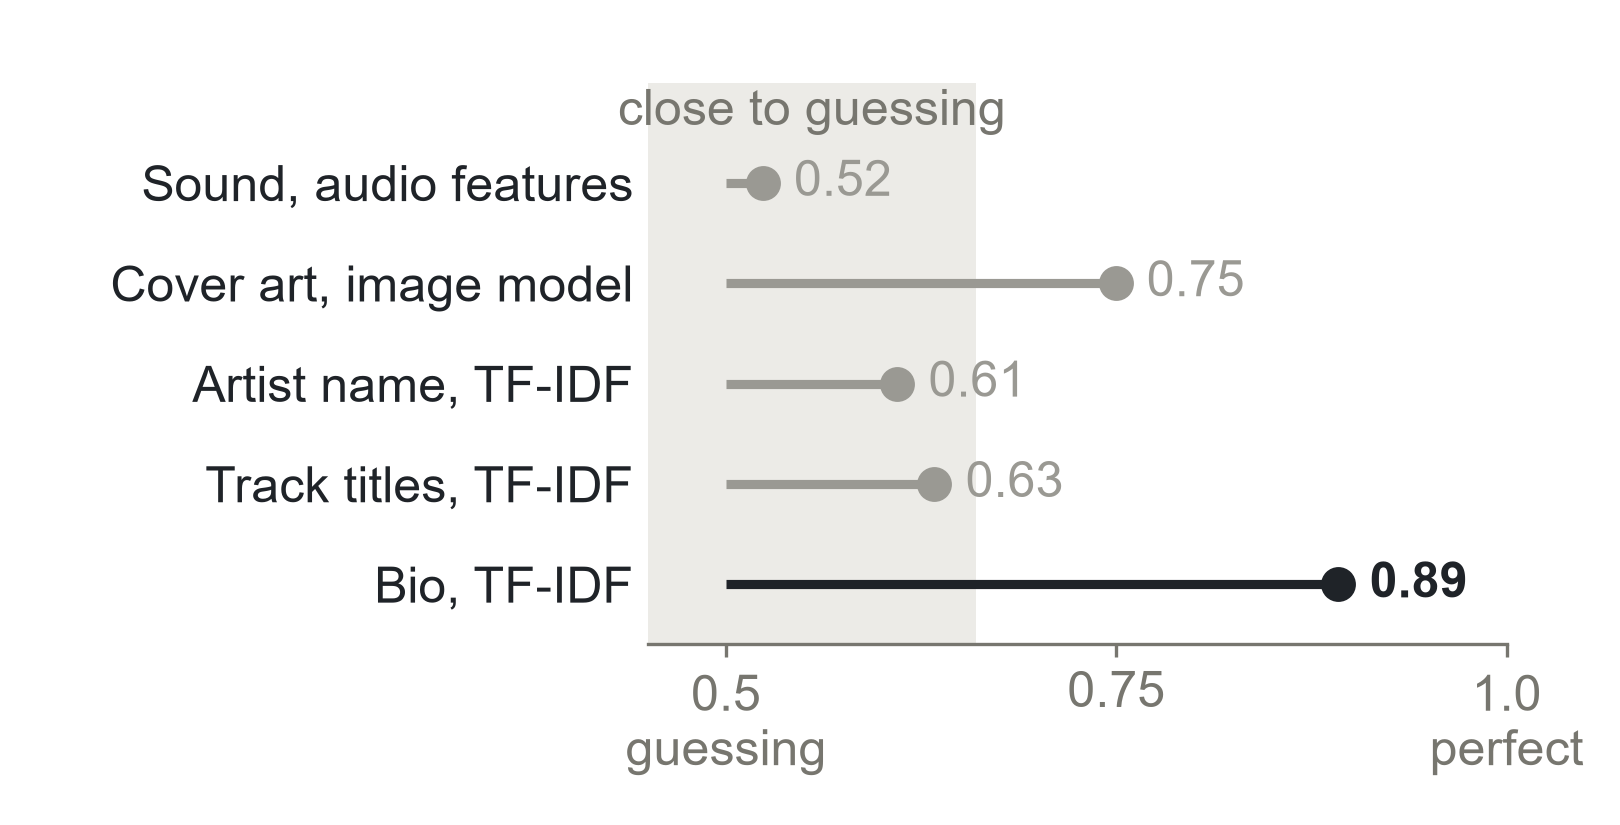 close to guessing
Sound, audio features 0.52
Cover art, image model 0.75
Artist name, TF-IDF 0.61
Track titles, TF-IDF 0.63
Bio, TF-IDF 0.89
0.5 0.75 1.0
guessing perfect